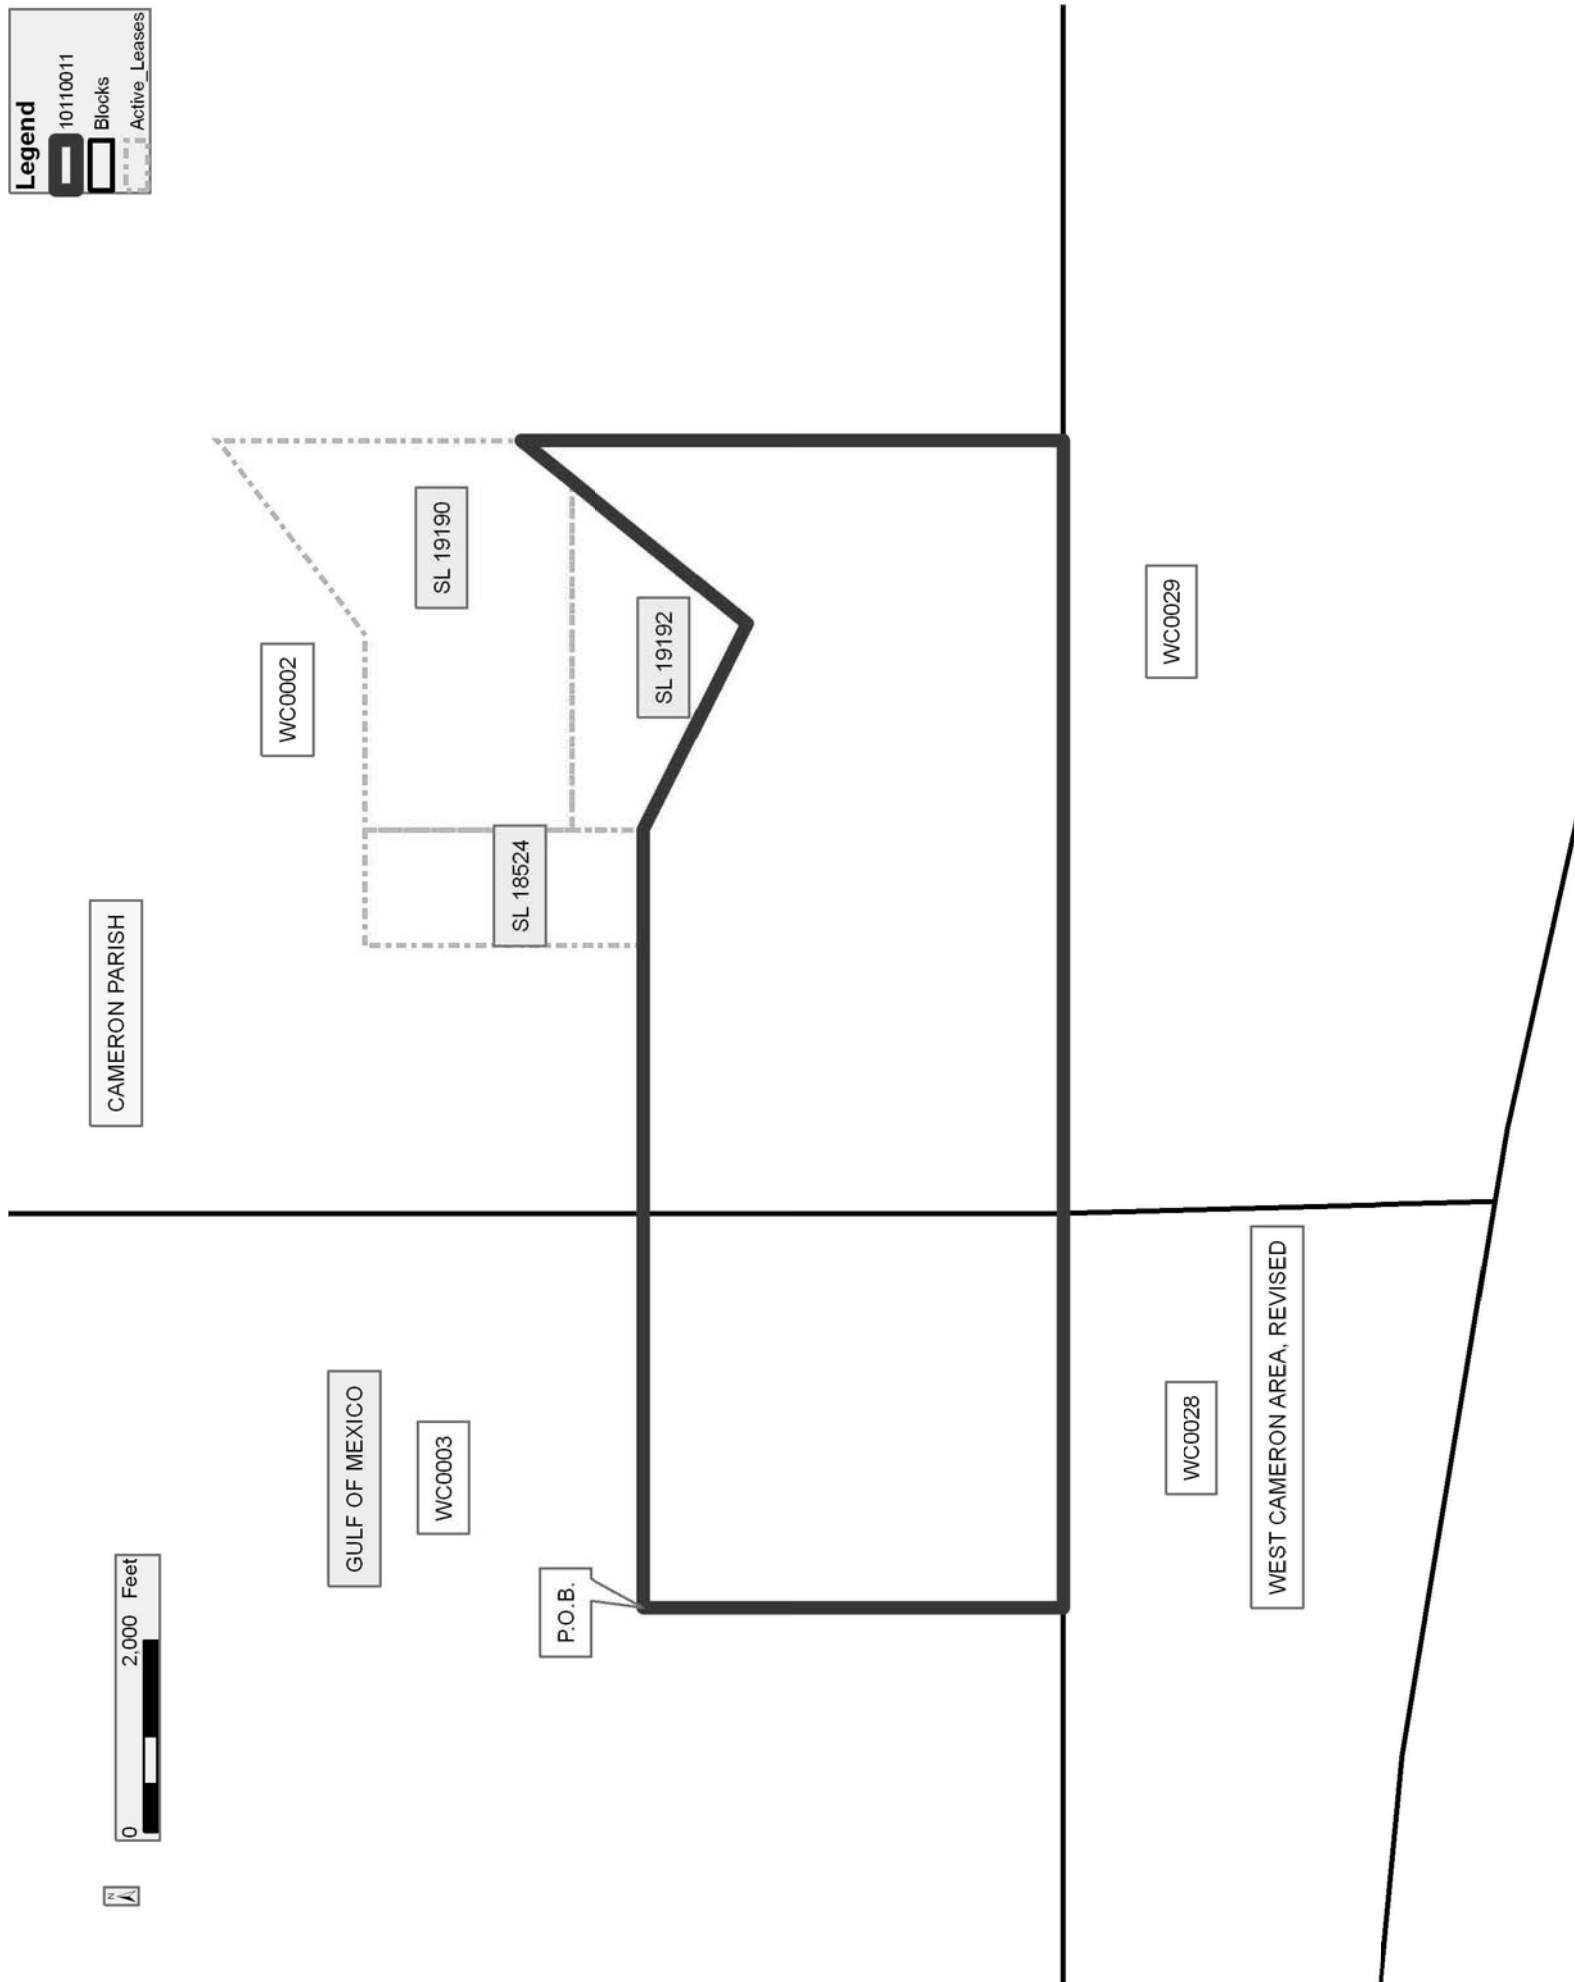 N
0 2,000 Feet
Legend
10110011
Blocks
Active_Leases
CAMERON PARISH
WC0002
GULF OF MEXICO
WC0003
SL 19190
SL 18524
P.O.B.
SL 19192
WC0029
WC0028
WEST CAMERON AREA, REVISED